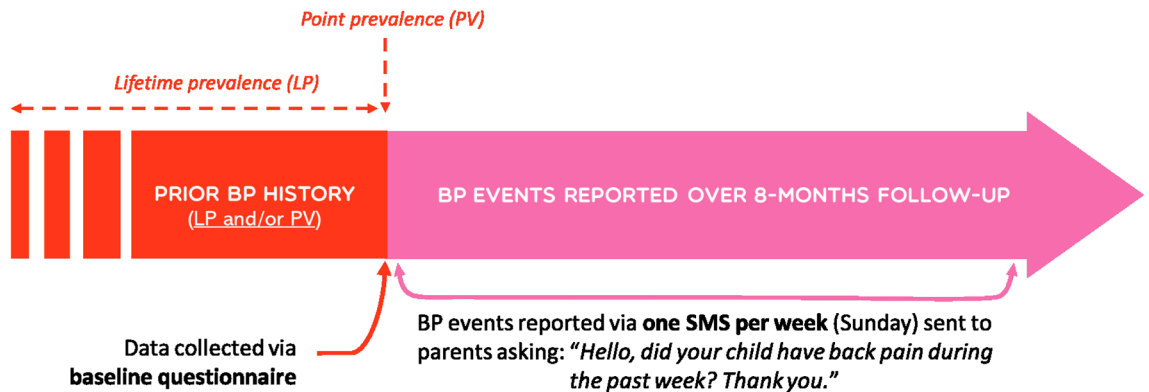 Point prevalence (PV)
Lifetime prevalence (LP)
PRIOR BP HISTORY
(LP and/or PV)
BP EVENTS REPORTED OVER 8-MONTHS FOLLOW-UP
Data collected via
baseline questionnaire
BP events reported via one SMS per week (Sunday) sent to
parents asking: “Hello, did your child have back pain during
the past week? Thank you.”